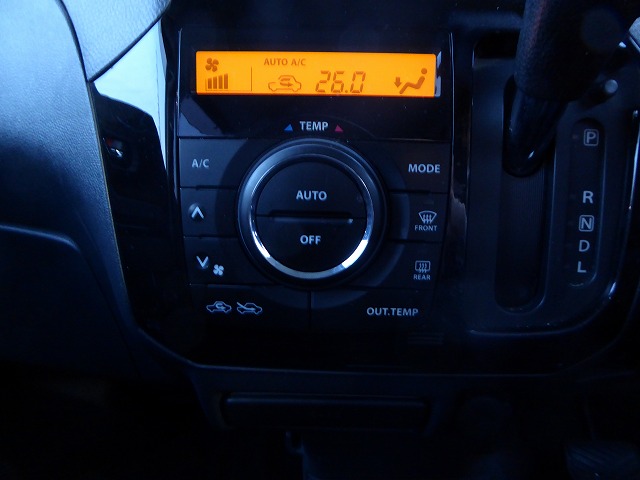 AUTO A/C
26.0
TEMP
A/C
MODE
AUTO
OFF
FRONT
REAR
OUT.TEMP
P
R
N
D
L